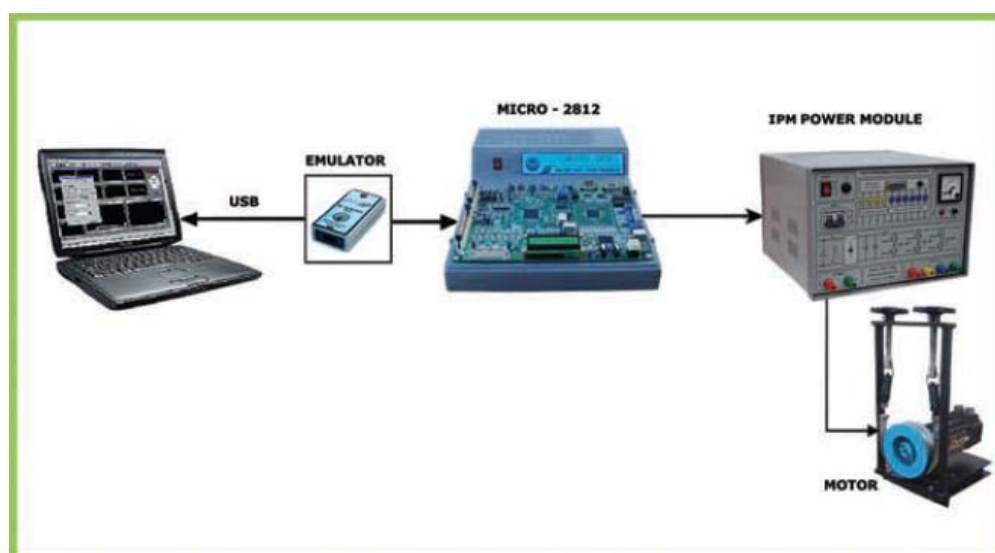 MICRO - 2812
IPM POWER MODULE
EMULATOR
USB
MOTOR